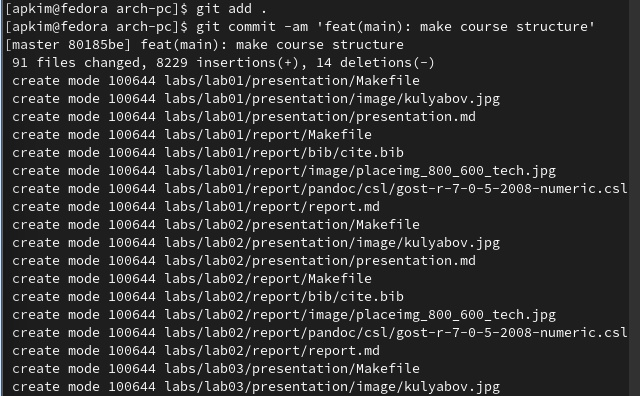 [apkim@fedora arch-pc]$ git add .
[apkim@fedora arch-pc]$ git commit -am 'feat(main): make course structure'
[master 80185be] feat(main): make course structure
 91 files changed, 8229 insertions(+), 14 deletions(-)
 create mode 100644 labs/lab01/presentation/Makefile
 create mode 100644 labs/lab01/presentation/image/kulyabov.jpg
 create mode 100644 labs/lab01/presentation/presentation.md
 create mode 100644 labs/lab01/report/Makefile
 create mode 100644 labs/lab01/report/bib/cite.bib
 create mode 100644 labs/lab01/report/image/placeimg_800_600_tech.jpg
 create mode 100644 labs/lab01/report/pandoc/csl/gost-r-7-0-5-2008-numeric.csl
 create mode 100644 labs/lab01/report/report.md
 create mode 100644 labs/lab02/presentation/Makefile
 create mode 100644 labs/lab02/presentation/image/kulyabov.jpg
 create mode 100644 labs/lab02/presentation/presentation.md
 create mode 100644 labs/lab02/report/Makefile
 create mode 100644 labs/lab02/report/bib/cite.bib
 create mode 100644 labs/lab02/report/image/placeimg_800_600_tech.jpg
 create mode 100644 labs/lab02/report/pandoc/csl/gost-r-7-0-5-2008-numeric.csl
 create mode 100644 labs/lab02/report/report.md
 create mode 100644 labs/lab03/presentation/Makefile
 create mode 100644 labs/lab03/presentation/image/kulyabov.jpg